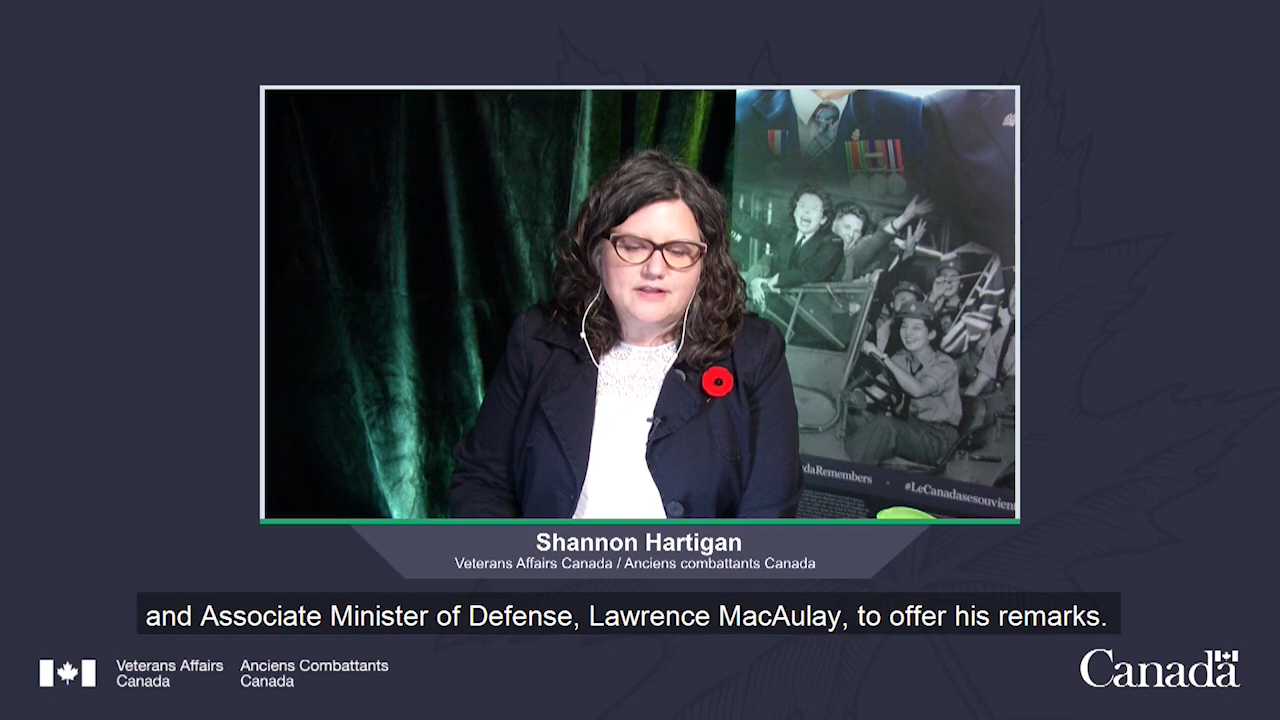 daRemembers
#LeCanadasesouvien
Shannon Hartigan
Veterans Affairs Canada / Anciens combattants Canada
and Associate Minister of Defense, Lawrence MacAulay, to offer his remarks.
Veterans Affairs Canada
Anciens Combattants Canada
Canada